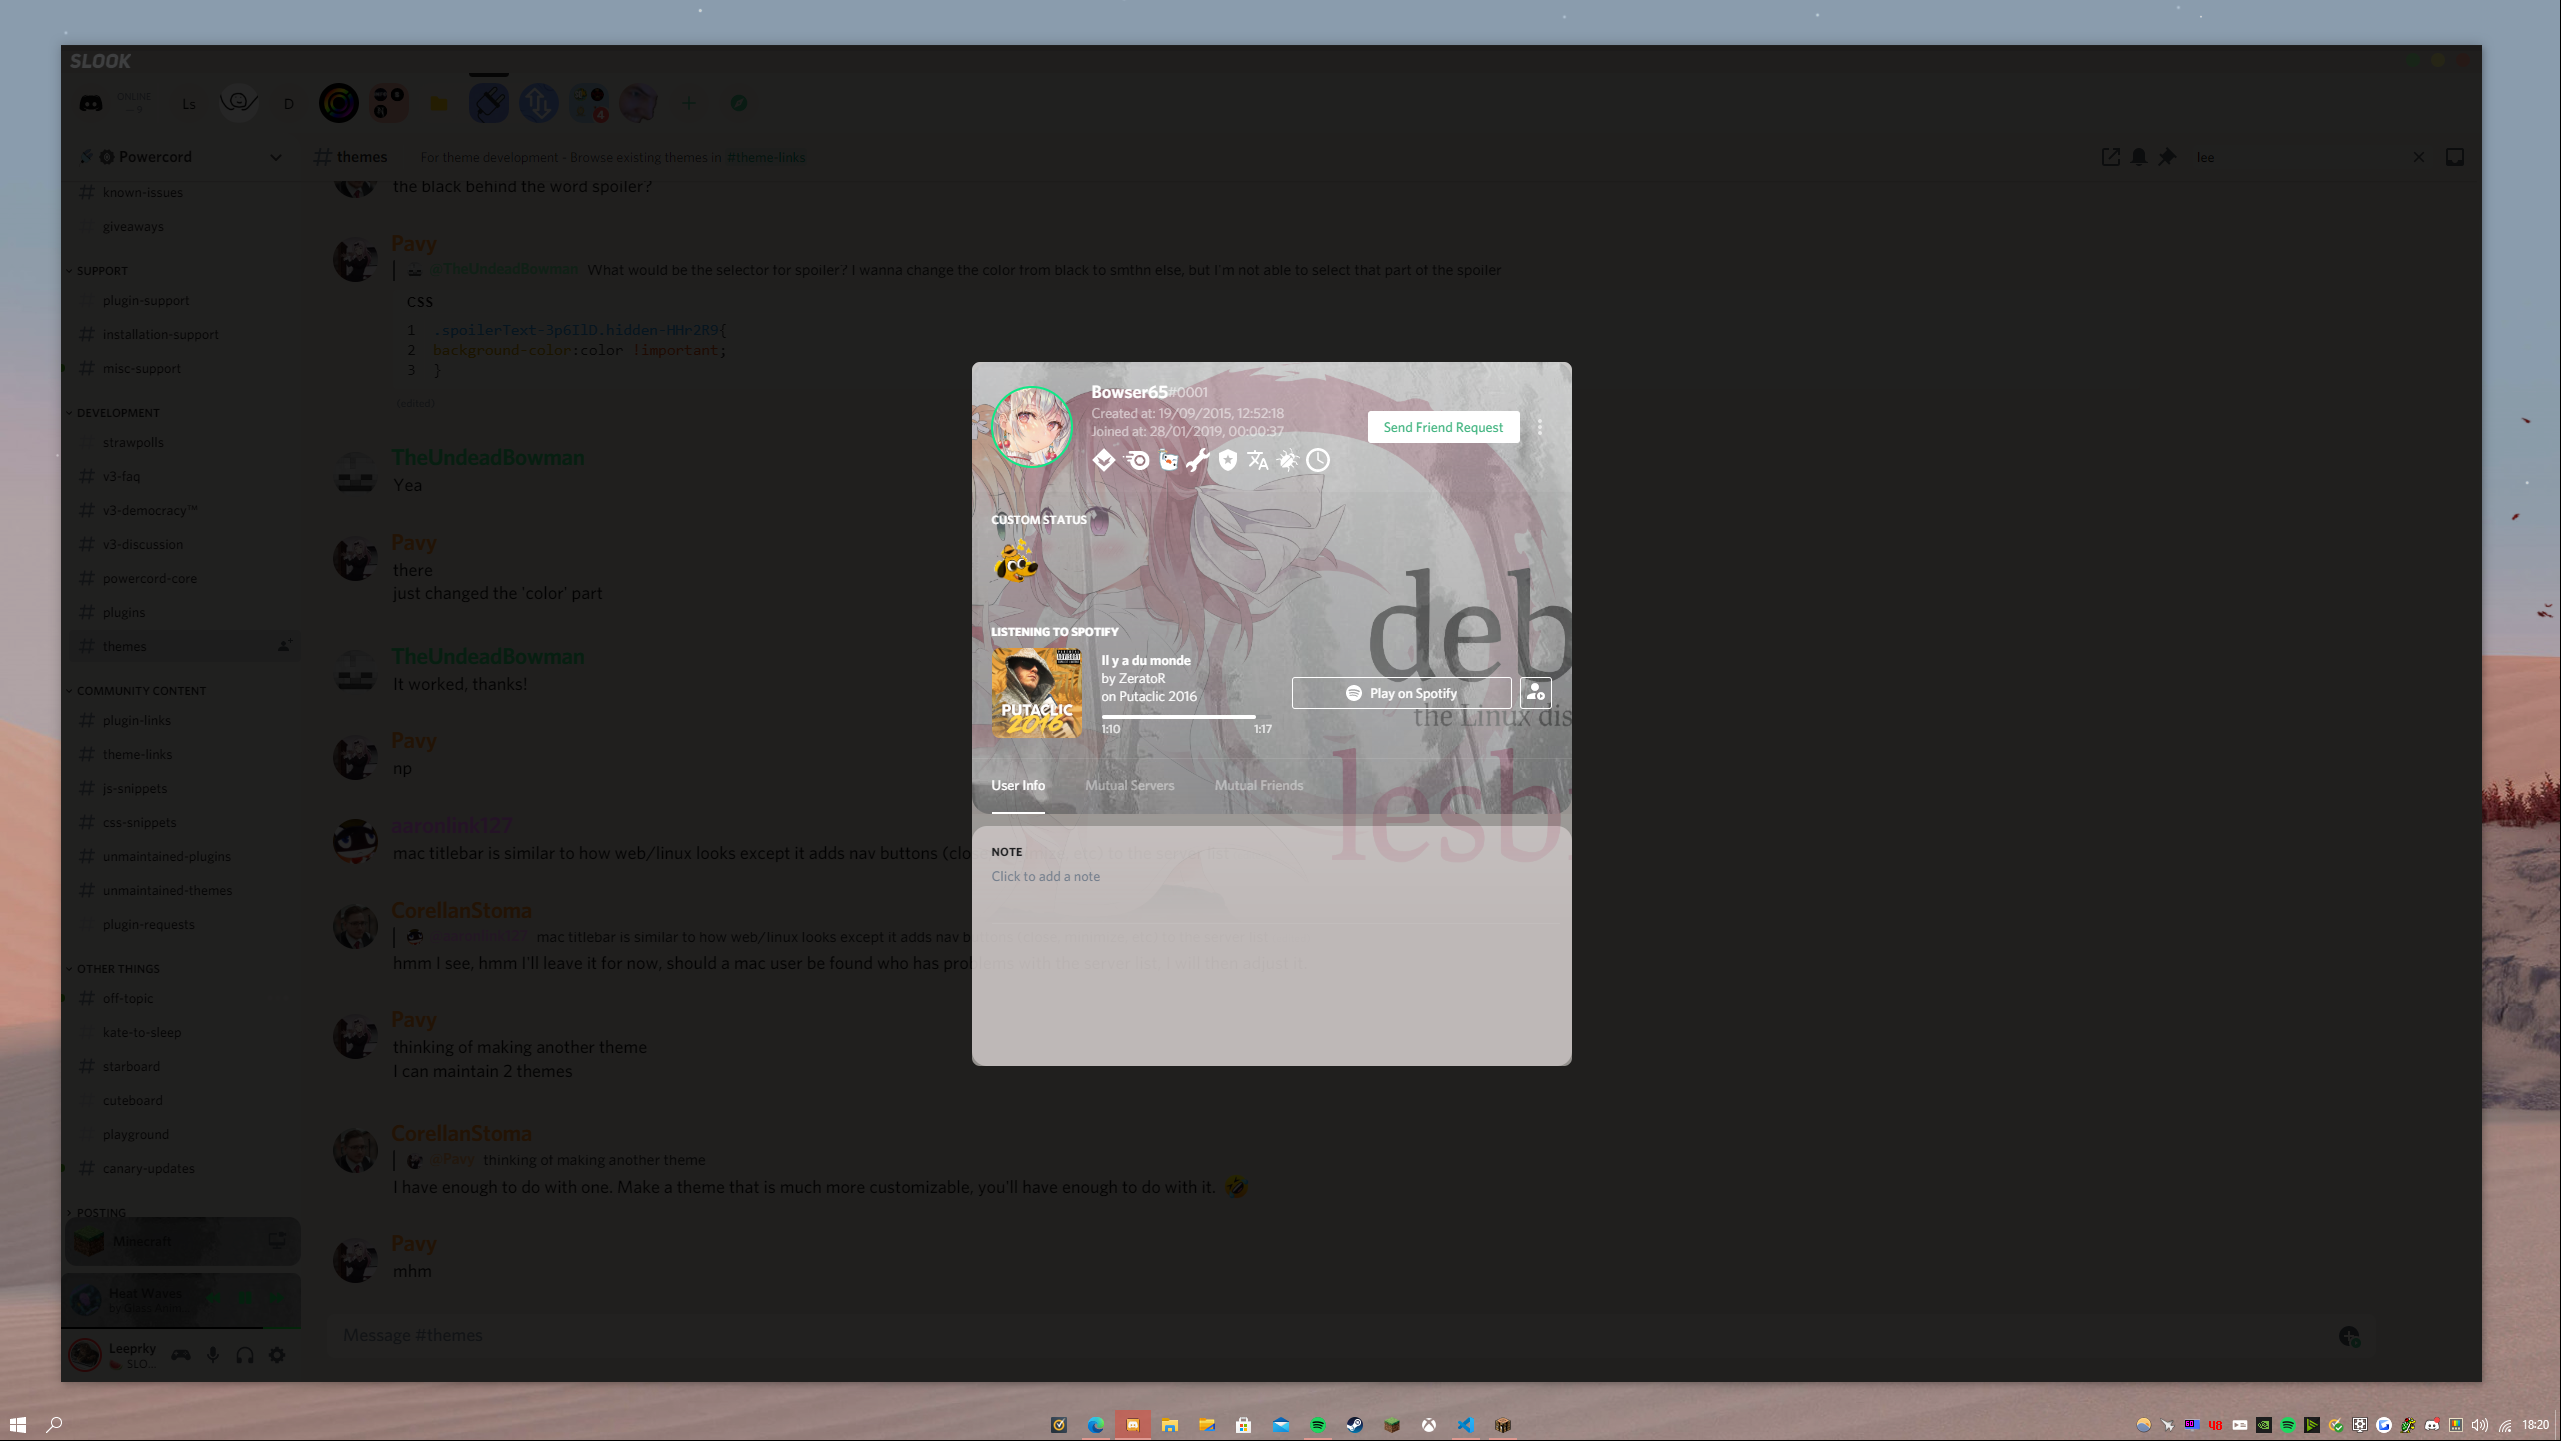 SLOOK
ONLINE
Ls
D
4
Powercord
themes
For theme development - Browse existing themes in #theme-links
lee
known-issues
giveaways
SUPPORT
plugin-support
installation-support
misc-support
DEVELOPMENT
strawpolls
v3-faq
v3-democracy™
v3-discussion
powercord-core
plugins
themes
COMMUNITY CONTENT
plugin-links
theme-links
js-snippets
css-snippets
unmaintained-plugins
unmaintained-themes
plugin-requests
OTHER THINGS
off-topic
kate-to-sleep
starboard
cuteboard
playground
canary-updates
POSTING
Minecraft
Heat Waves
Leeprky
SLO...
the black behind the word spoiler?
Pavy
@TheUndeadBowman What would be the selector for spoiler? I wanna change the color from black to smthn else, but I'm not able to select that part of the spoiler
CSS
1 .spoilerText-3p6IlD.hidden-HHr2R9{
2 background-color:color !important;
3 }
(edited)
TheUndeadBowman
Yea
Pavy
there
just changed the 'color' part
TheUndeadBowman
It worked, thanks!
Pavy
np
aaronlink127
mac titlebar is similar to how web/linux looks except it adds nav buttons
CorellanStoma
@aaronlink127 mac titlebar is similar to how web/linux looks except it adds nav
hmm I see, hmm I'll leave it for now, should a mac user be found who has problems with the server list, I will then adjust it
Pavy
thinking of making another theme
I can maintain 2 themes
CorellanStoma
@Pavy thinking of making another theme
I have enough to do with one. Make a theme that is much more customizable, you'll have enough to do with it.
Pavy
mhm
Message #themes
Bowser65#0001
Created at: 19/09/2015, 12:52:18
Joined at: 28/01/2019, 00:00:37
Send Friend Request
CUSTOM STATUS
deb
LISTENING TO SPOTIFY
PUTACLIC
2016
Il y a du monde
by ZeratoR
on Putaclic 2016
1:10
1:17
Play on Spotify
the Linux dis
lesb
User Info
Mutual Servers
Mutual Friends
NOTE
Click to add a note
48
18:20